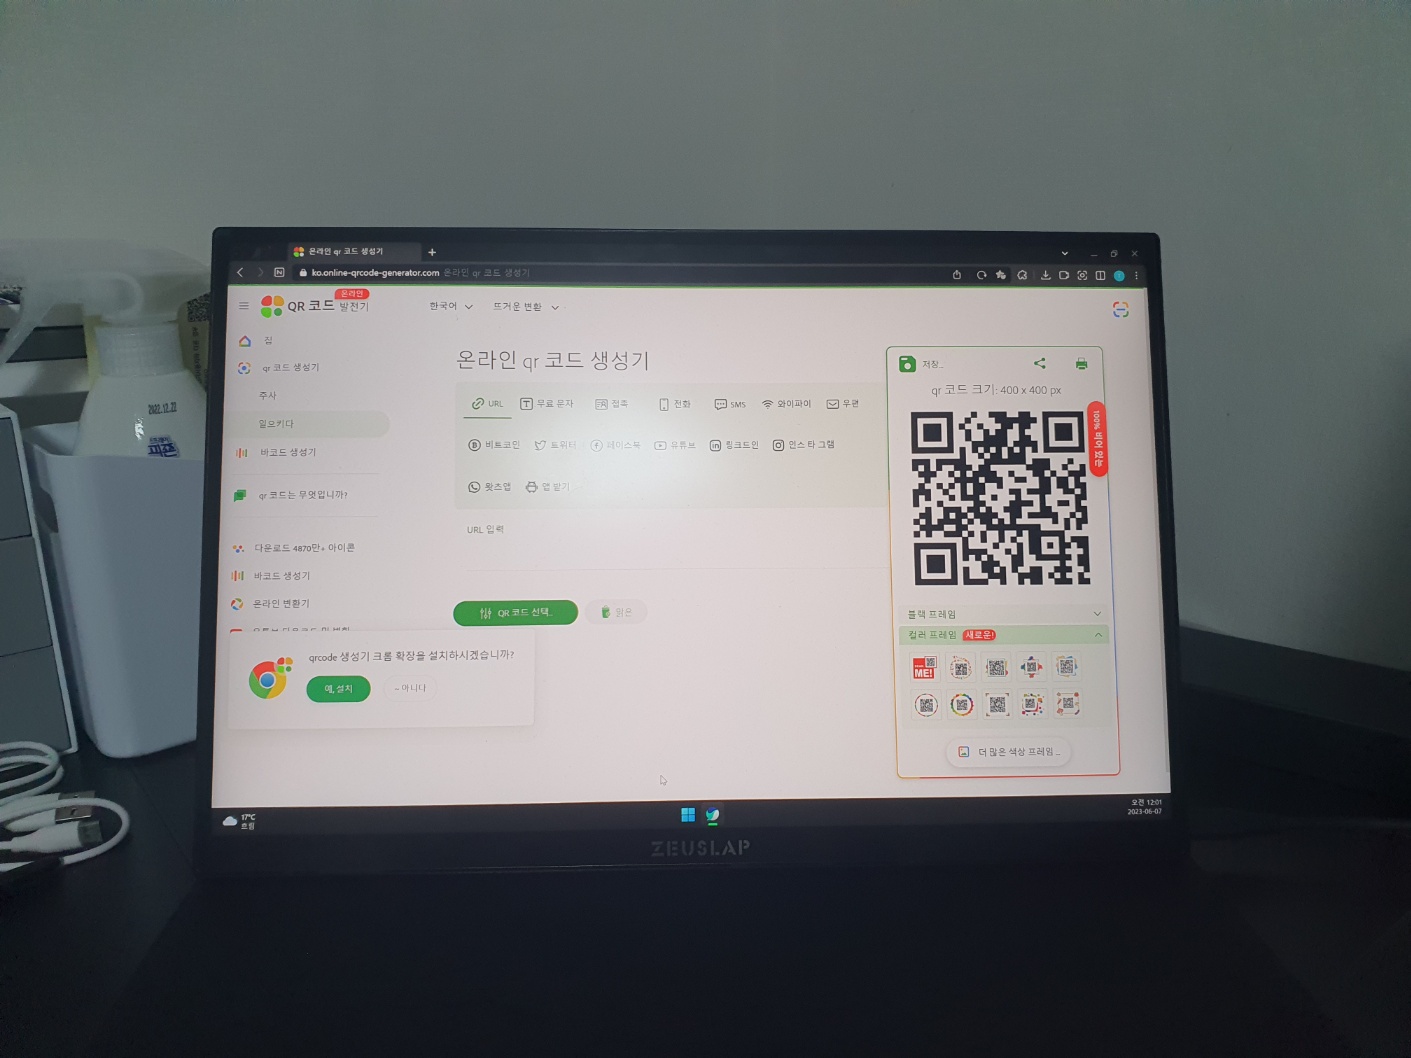 온라인 qr 코드 생성기
ko.online-qrcode-generator.com 온라인 qr 코드 생성기
온라인
QR 코드 발전기
한국어
뜨거운 변환
집
qr 코드 생성기
주사
일으키다
바코드 생성기
qr 코드는 무엇입니까?
다운로드 4870만+ 아이콘
바코드 생성기
온라인 변환기
온라인 qr 코드 생성기
URL 무료 문자 접촉 전화 SMS 와이파이 우편
비트코인 트위터 페이스북 유튜브 링크드인 인스 타 그램
왓츠앱 앱 받기
URL 입력
QR 코드 선택..
맑은
qrcode 생성기 크롬 확장을 설치하시겠습니까?
예, 설치
~ 아니다
저장..
qr 코드 크기: 400 x 400 px
100% 비어 있는
블랙 프레임
컬러 프레임 새로운!
ME!
더 많은 색상 프레임...
17°C
흐림
오전 12:01
2023-06-07
ZEUSLAP
2022.12.22